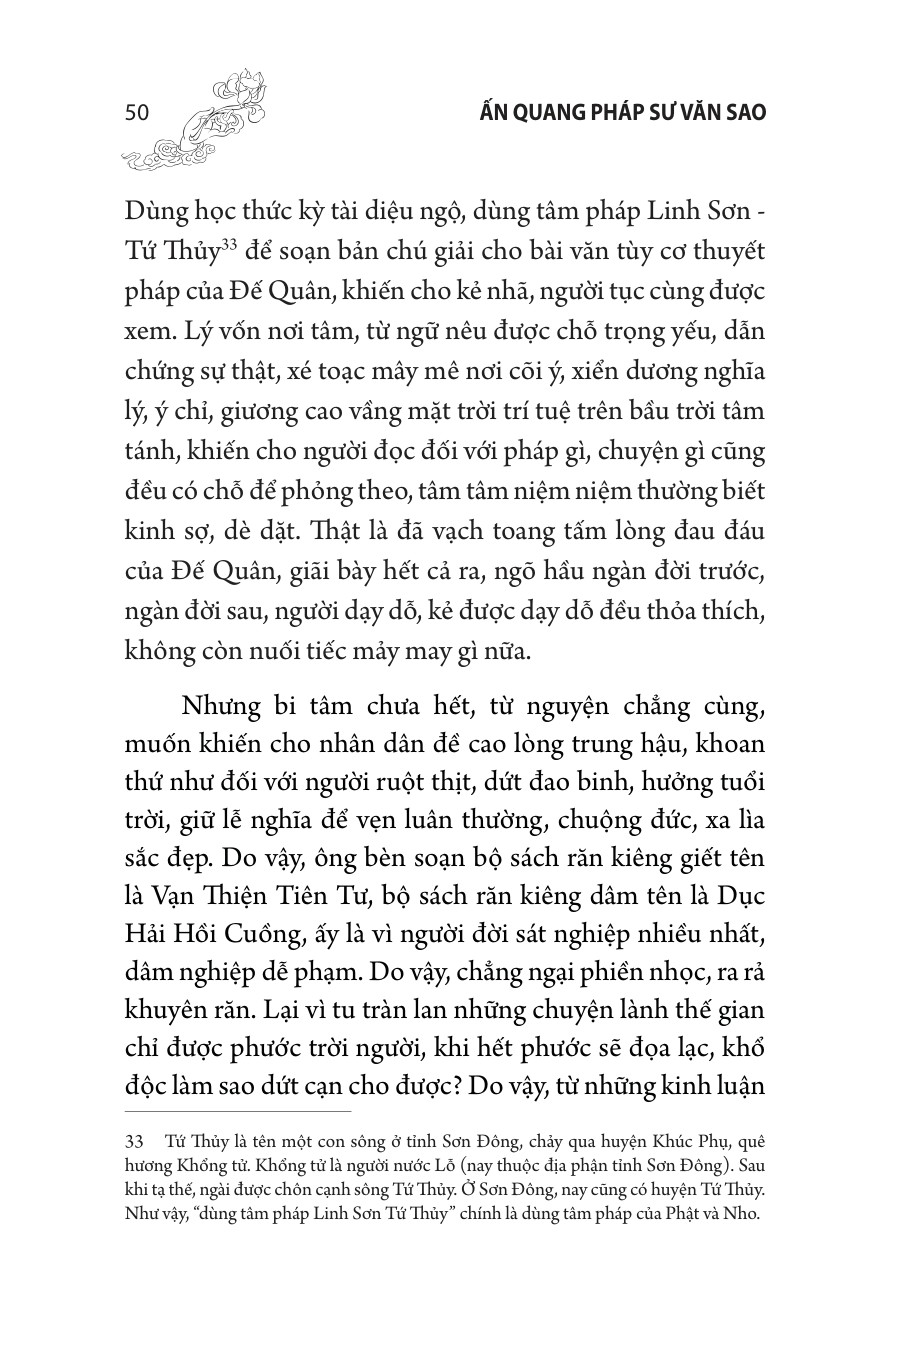 50
ẤN QUANG PHÁP SƯ VĂN SAO
Dùng học thức kỳ tài diệu ngộ, dùng tâm pháp Linh Sơn -
Tứ Thủy33 để soạn bản chú giải cho bài văn tùy cơ thuyết
pháp của Đế Quân, khiến cho kẻ nhã, người tục cùng được
xem. Lý vốn nơi tâm, từ ngữ nêu được chỗ trọng yếu, dẫn
chứng sự thật, xé toạc mây mê nơi cõi ý, xiển dương nghĩa
lý, ý chỉ, giương cao vầng mặt trời trí tuệ trên bầu trời tâm
tánh, khiến cho người đọc đối với pháp gì, chuyện gì cũng
đều có chỗ để phỏng theo, tâm tâm niệm niệm thường biết
kinh sợ, dè dặt. Thật là đã vạch toang tấm lòng đau đáu
của Đế Quân, giãi bày hết cả ra, ngõ hầu ngàn đời trước,
ngàn đời sau, người dạy dỗ, kẻ được dạy dỗ đều thỏa thích,
không còn nuối tiếc mảy may gì nữa.
Nhưng bi tâm chưa hết, từ nguyện chẳng cùng,
muốn khiến cho nhân dân đề cao lòng trung hậu, khoan
thứ như đối với người ruột thịt, dứt đao binh, hưởng tuổi
trời, giữ lễ nghĩa để vẹn luân thường, chuộng đức, xa lìa
sắc đẹp. Do vậy, ông bèn soạn bộ sách răn kiêng giết tên
là Vạn Thiện Tiên Tư, bộ sách răn kiêng dâm tên là Dục
Hải Hồi Cuồng, ấy là vì người đời sát nghiệp nhiều nhất,
dâm nghiệp dễ phạm. Do vậy, chẳng ngại phiền nhọc, ra rả
khuyên răn. Lại vì tu tràn lan những chuyện lành thế gian
chỉ được phước trời người, khi hết phước sẽ đọa lạc, khổ
độc làm sao dứt cạn cho được? Do vậy, từ những kinh luận
33 Tứ Thủy là tên một con sông ở tỉnh Sơn Đông, chảy qua huyện Khúc Phụ, quê
hương Khổng tử. Khổng tử là người nước Lỗ (nay thuộc địa phận tỉnh Sơn Đông). Sau
khi tạ thế, ngài được chôn cạnh sông Tứ Thủy. Ở Sơn Đông, nay cũng có huyện Tứ Thủy.
Như vậy, “dùng tâm pháp Linh Sơn Tứ Thủy” chính là dùng tâm pháp của Phật và Nho.